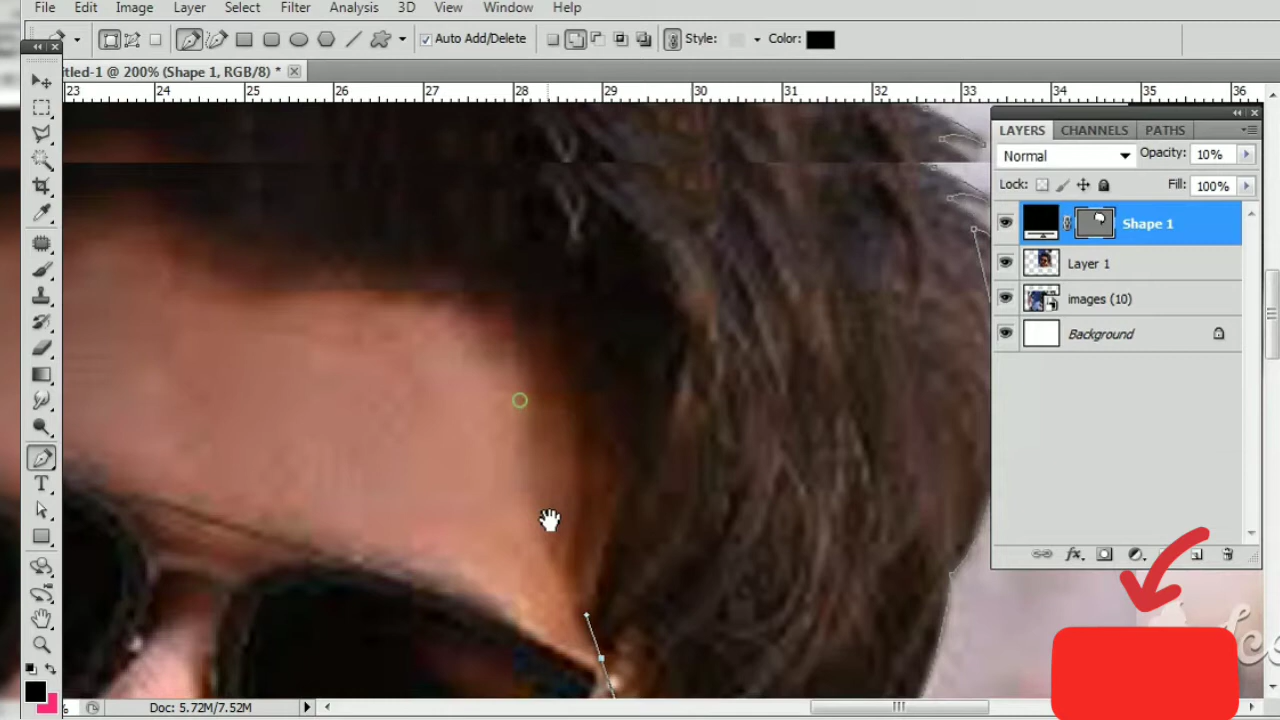 File Edit Image Layer Select Filter Analysis 3D View Window Help
Auto Add/Delete Style: Color:
itled-1 @ 200% (Shape 1, RGB/8) *
23 24 25 26 27 28 29 30 31 32 33 34 35 36
LAYERS CHANNELS PATHS
Normal Opacity: 10%
Lock: Fill: 100%
Shape 1
Layer 1
images (10)
Background
fx.
T
% Doc: 5.72M/7.52M